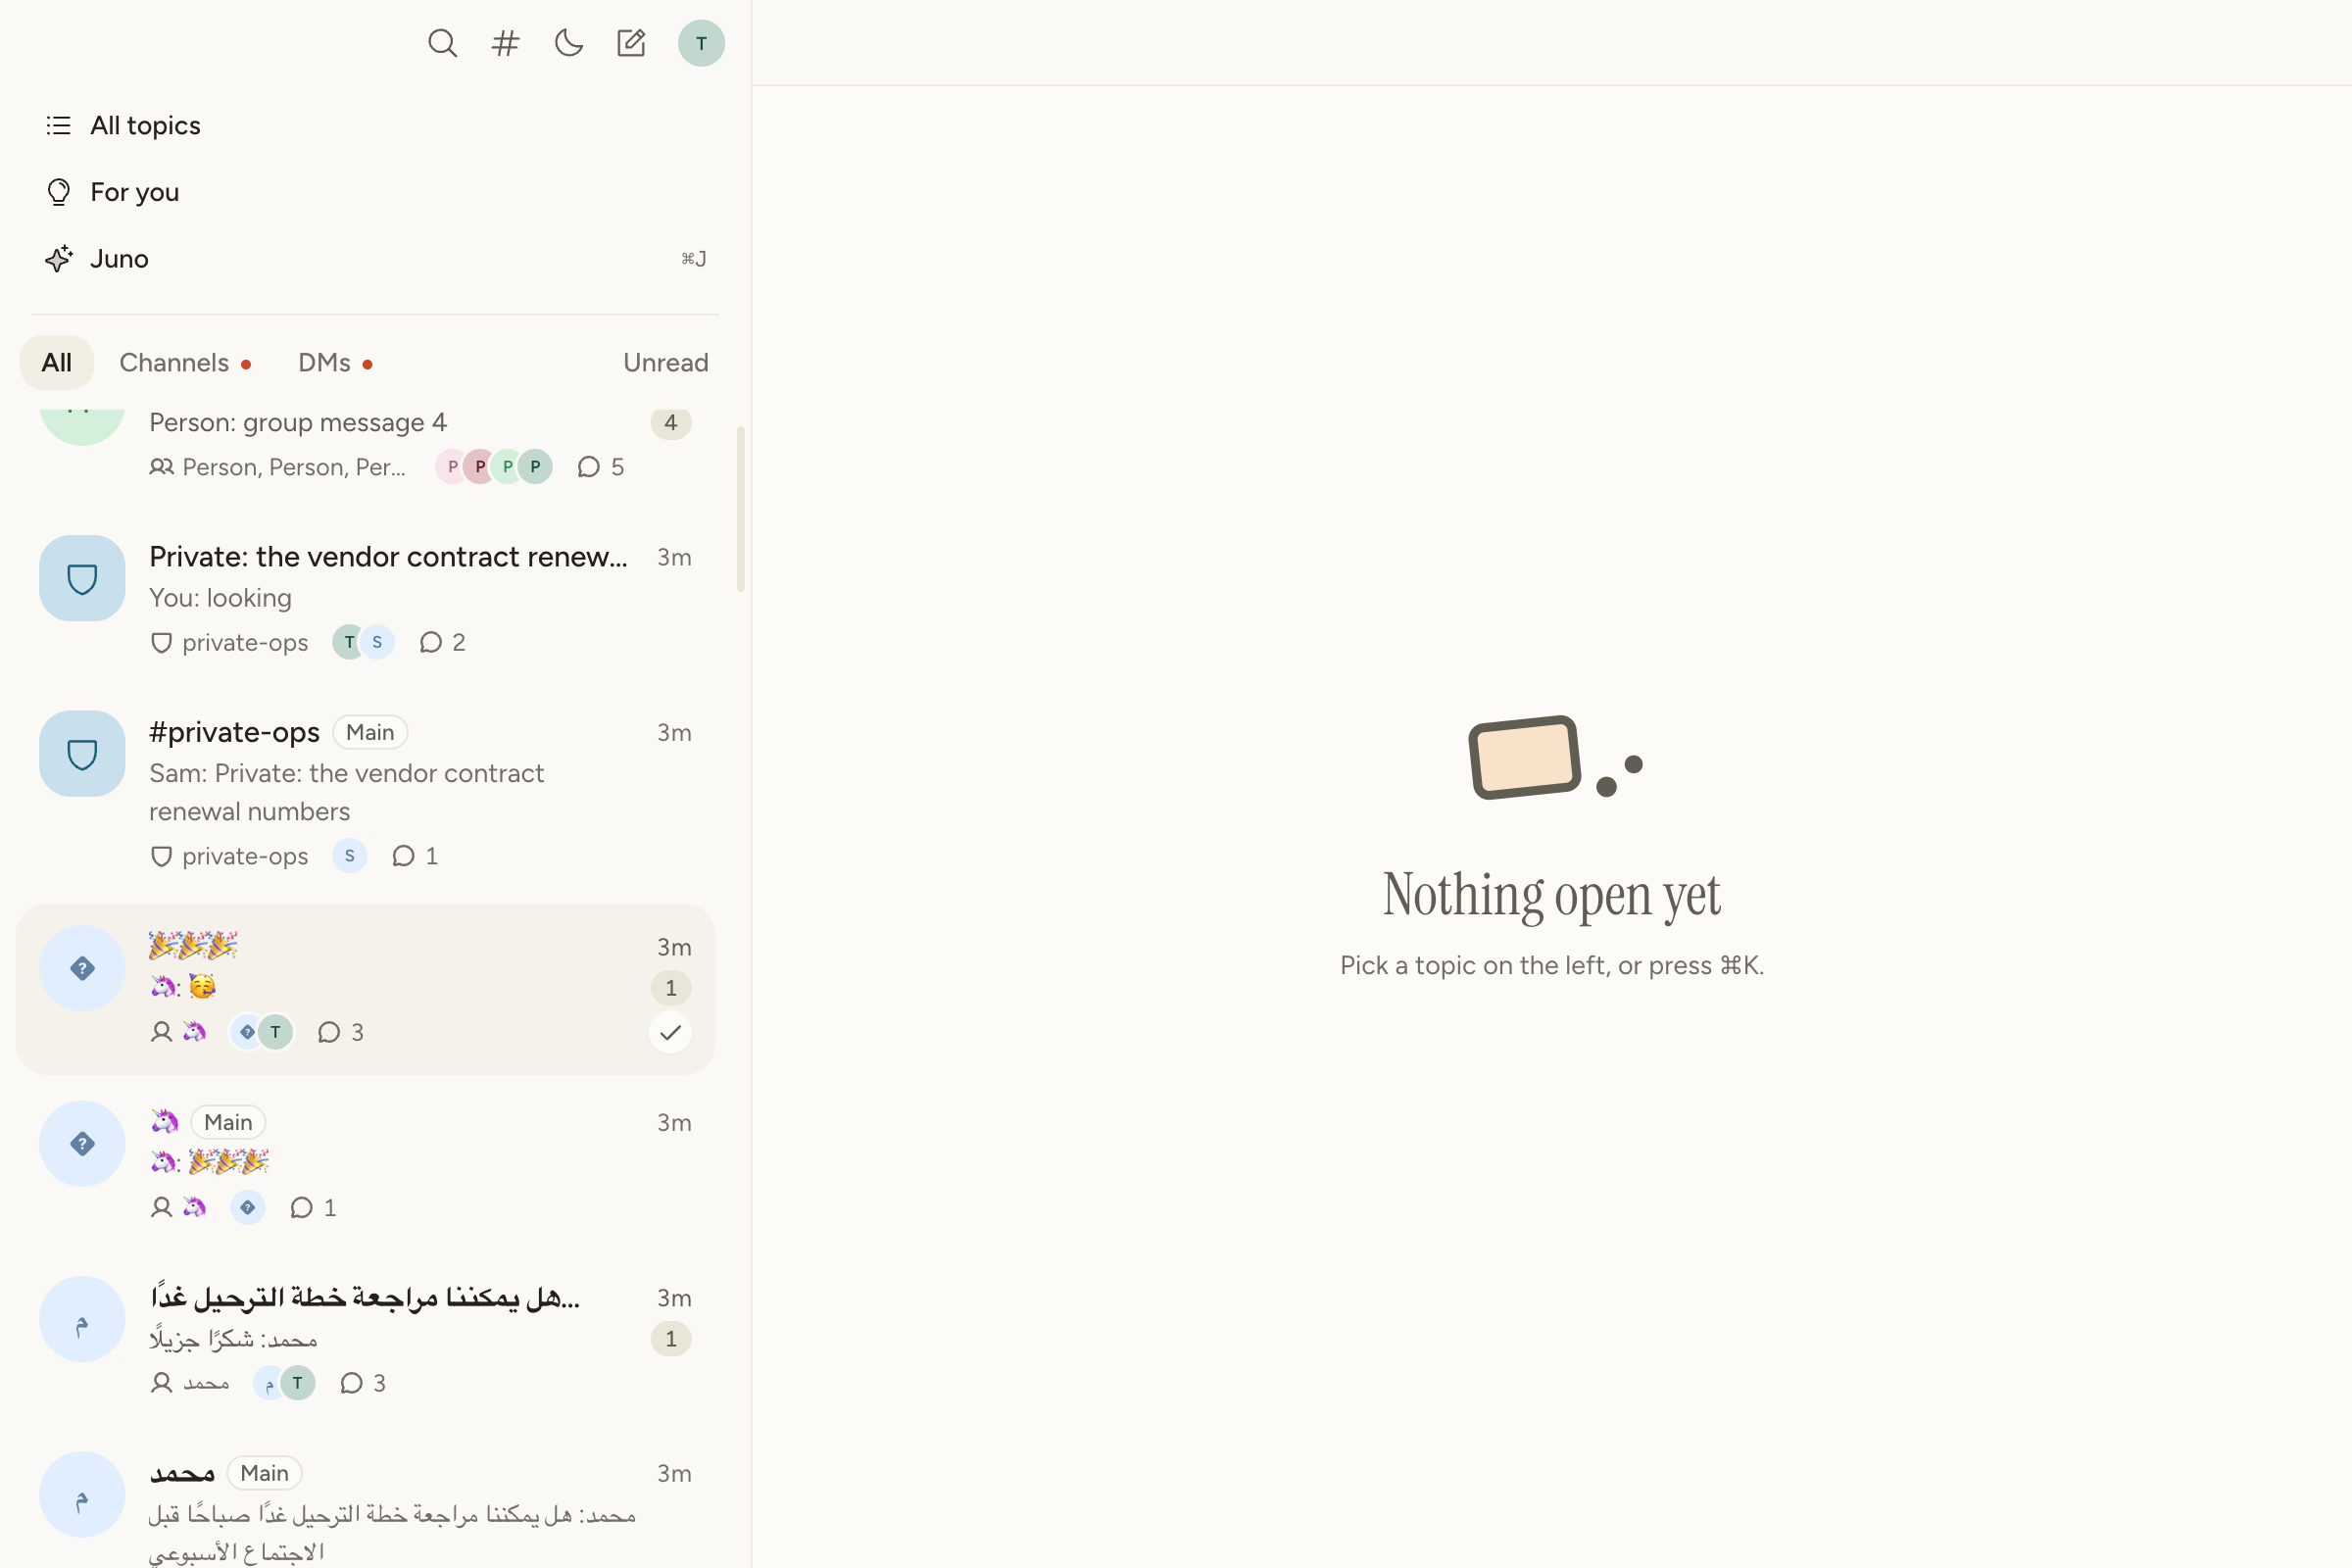 T
All topics
For you
Juno ⌘J
All Channels DMs Unread
Person: group message 4 4
Person, Person, Per... P P P P 5
Private: the vendor contract renew... 3m
You: looking
private-ops T S 2
#private-ops Main 3m
Sam: Private: the vendor contract
renewal numbers
private-ops S 1
🎉🎉🎉 3m
🦄: 🥳 1
🦄 ? T 3
? 
🦄 Main 3m
🦄: 🎉🎉🎉
🦄 ? 1
?
هل يمكننا مراجعة خطة الترحيل غدًا... 3m
م
محمد: شكرًا جزيلًا 1
محمد م T 3
محمد Main 3m
م
محمد: هل يمكننا مراجعة خطة الترحيل غدًا صباحًا قبل
الاجتماع الأسبوعي
Nothing open yet
Pick a topic on the left, or press ⌘K.